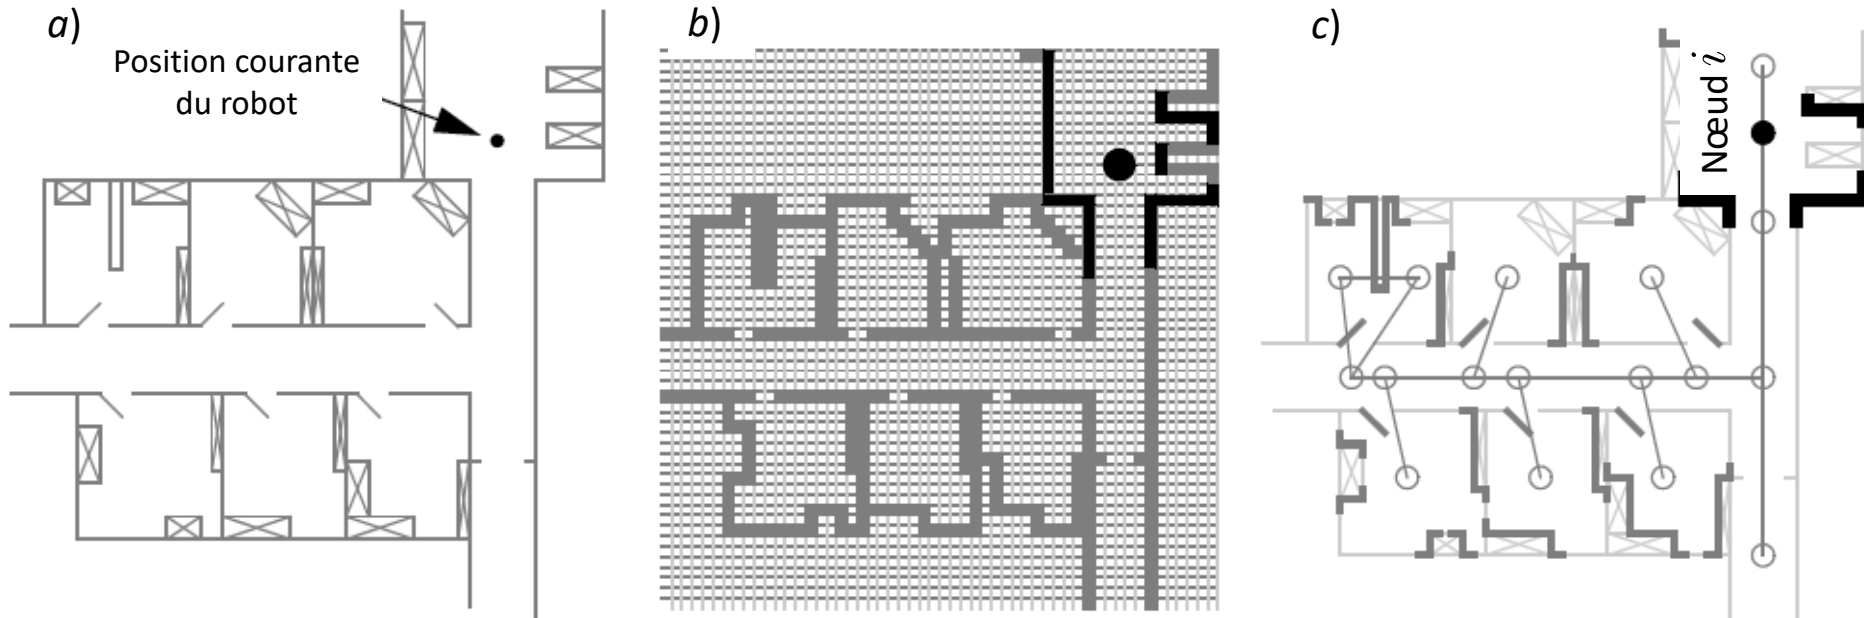 a)
Position courante
du robot
b)
c)
Nœud i